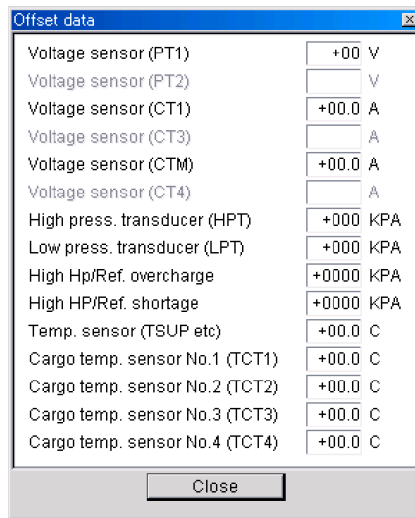 Offset data
Voltage sensor (PT1) +00 V
Voltage sensor (PT2) V
Voltage sensor (CT1) +00.0 A
Voltage sensor (CT3) A
Voltage sensor (CTM) +00.0 A
Voltage sensor (CT4) A
High press. transducer (HPT) +000 KPA
Low press. transducer (LPT) +000 KPA
High Hp/Ref. overcharge +0000 KPA
High HP/Ref. shortage +0000 KPA
Temp. sensor (TSUP etc) +00.0 C
Cargo temp. sensor No.1 (TCT1) +00.0 C
Cargo temp. sensor No.2 (TCT2) +00.0 C
Cargo temp. sensor No.3 (TCT3) +00.0 C
Cargo temp. sensor No.4 (TCT4) +00.0 C
Close